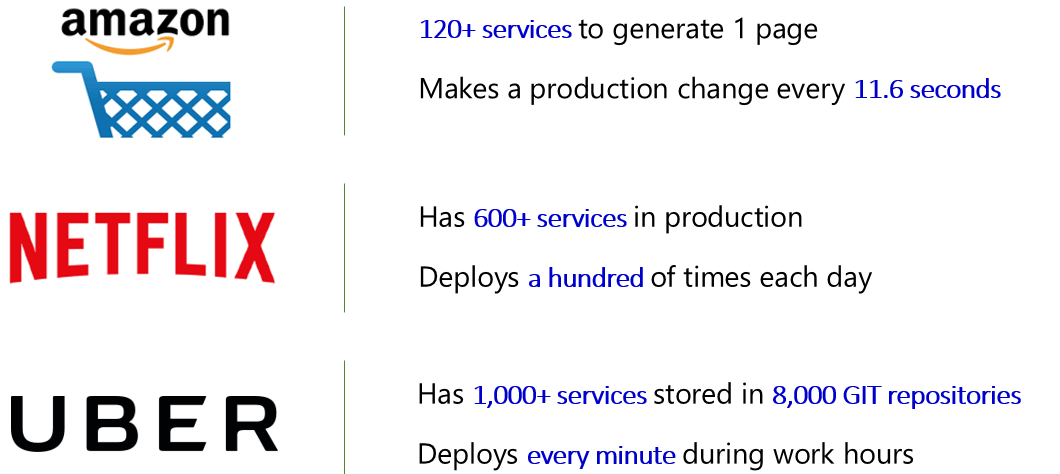 amazon
120+ services to generate 1 page
Makes a production change every 11.6 seconds
NETFLIX
Has 600+ services in production
Deploys a hundred of times each day
UBER
Has 1,000+ services stored in 8,000 GIT repositories
Deploys every minute during work hours